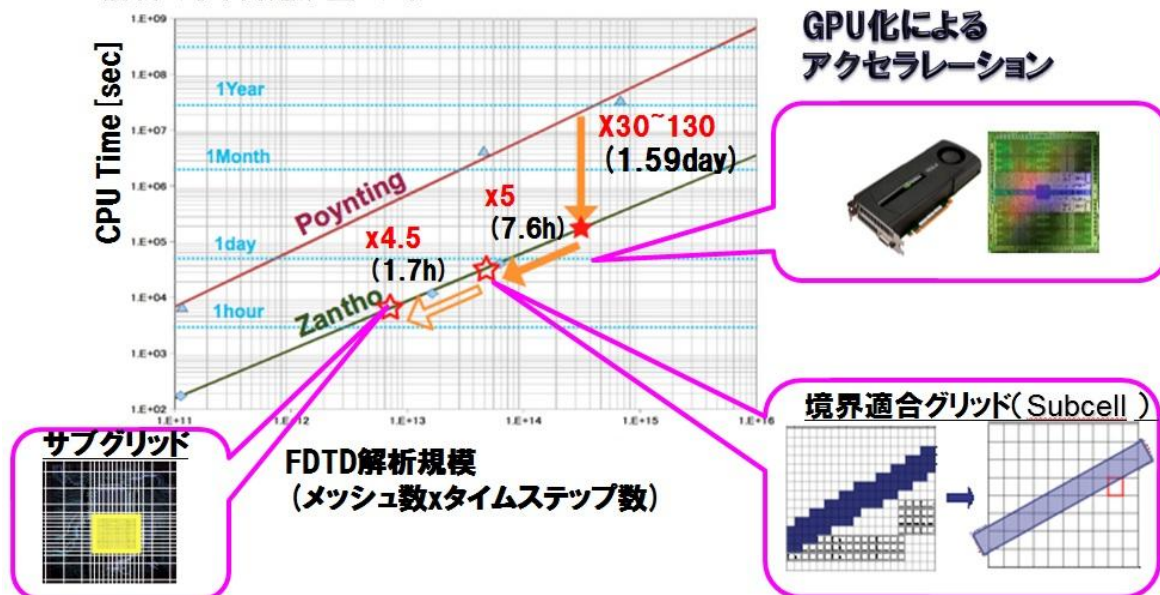 GPU化による
アクセラレーション
CPU Time [sec]
1.E+09
1.E+08
1.E+07
1.E+06
1.E+05
1.E+04
1.E+03
1.E+02
1Year
1Month
1day
1hour
Poynting
Zantho
X30~130
(1.59day)
x5
(7.6h)
x4.5
(1.7h)
1.E+11
1.E+12
1.E+13
1.E+14
1.E+15
1.E+16
FDTD解析規模
(メッシュ数xタイムステップ数)
サブグリッド
境界適合グリッド(Subcell )